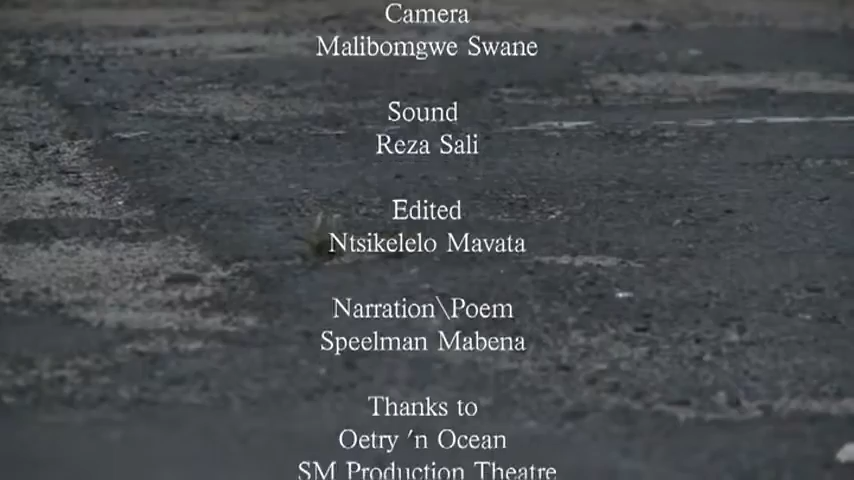 Camera
Malibomgwe Swane
Sound
Reza Sali
Edited
Ntsikelelo Mavata
Narration\Poem
Speelman Mabena
Thanks to
Oetry 'n Ocean
SM Production Theatre